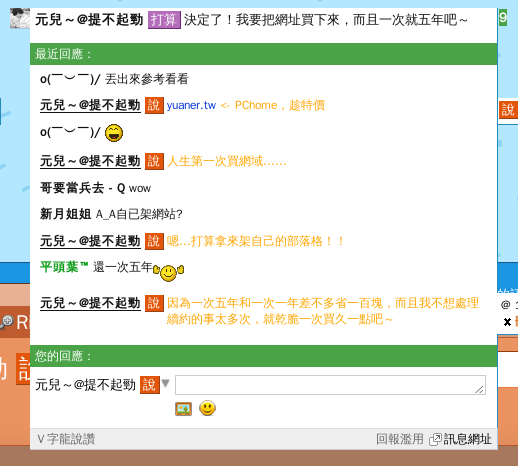 元兒～@提不起勁 打算 決定了！我要把網址買下來，而且一次就五年吧～
最近回應：
o(￣︶￣)/ 丟出來參考看看
元兒～@提不起勁 說 yuaner.tw <- PChome，趁特價
o(￣︶￣)/
元兒～@提不起勁 說 人生第一次買網域......
哥要當兵去 - Q wow
新月姐姐 A_A自已架網站?
元兒～@提不起勁 說 嗯...打算拿來架自己的部落格！！
平頭葉™ 還一次五年
元兒～@提不起勁 說 因為一次五年和一次一年差不多省一百塊，而且我不想處理
續約的事太多次，就乾脆一次買久一點吧～
您的回應：
元兒～@提不起勁 說
V字龍說讚 回報濫用 訊息網址
9
說